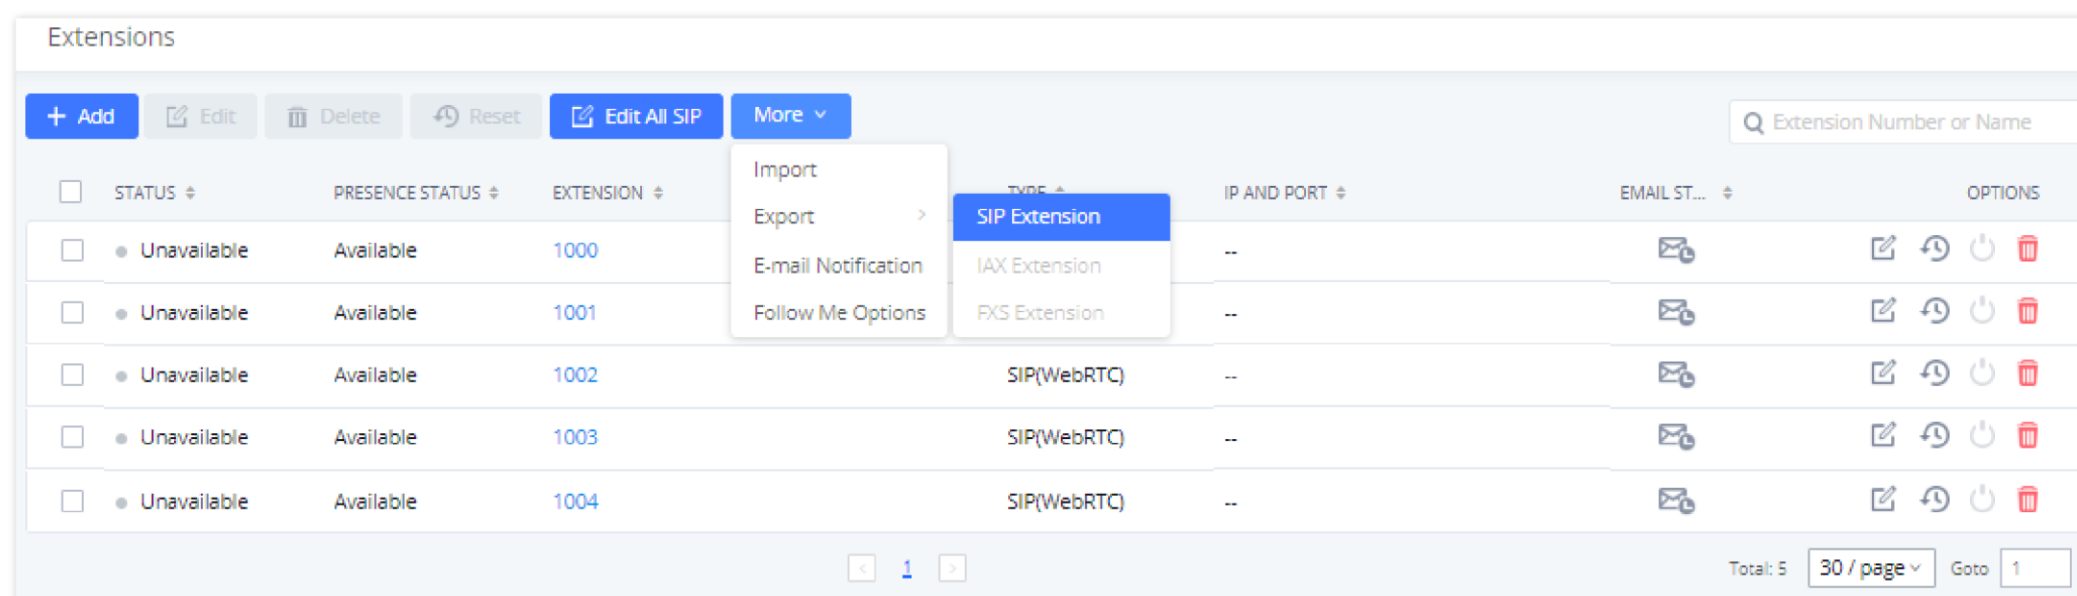 Extensions
+ Add Edit Delete Reset Edit All SIP More
Extension Number or Name
Import
Export
E-mail Notification
Follow Me Options
SIP Extension
IAX Extension
FXS Extension
STATUS PRESENCE STATUS EXTENSION TYPE IP AND PORT EMAIL ST... OPTIONS
Unavailable Available 1000 --
Unavailable Available 1001 --
Unavailable Available 1002 SIP(WebRTC) --
Unavailable Available 1003 SIP(WebRTC) --
Unavailable Available 1004 SIP(WebRTC) --
< 1 > Total: 5 30 / page Goto 1